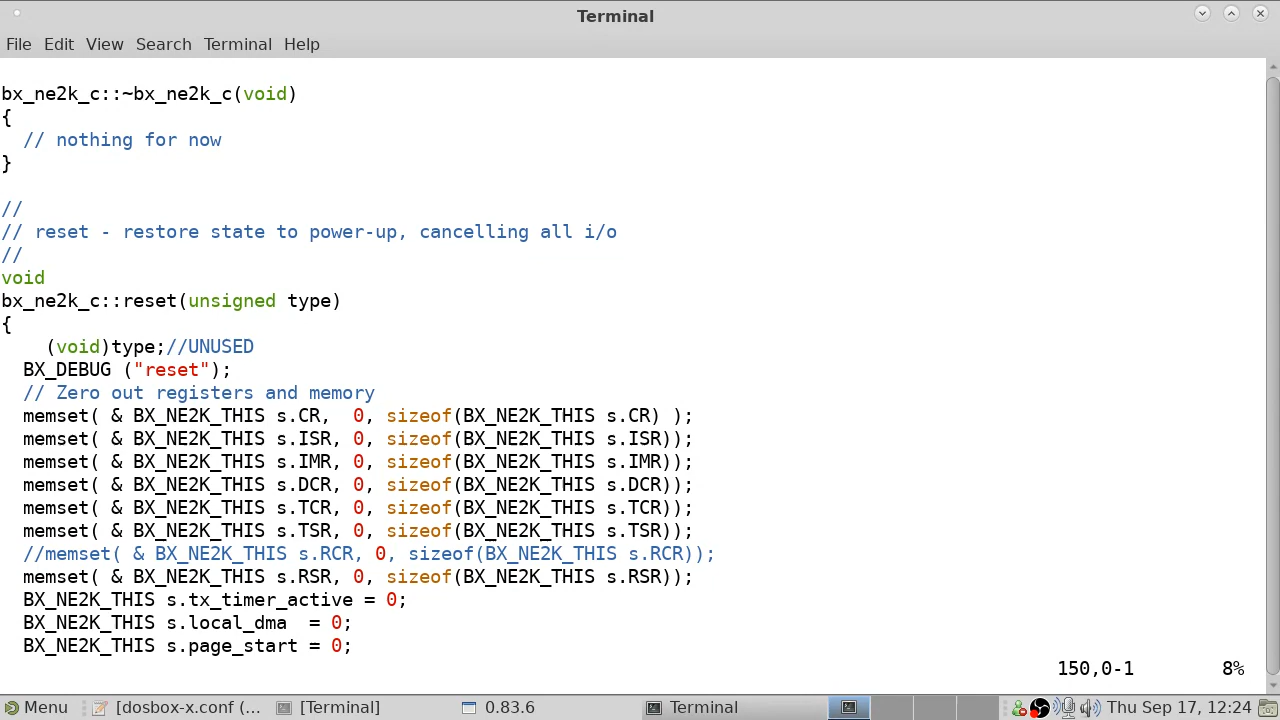 Terminal
File Edit View Search Terminal Help
bx_ne2k_c::~bx_ne2k_c(void)
{
  // nothing for now
}
//
// reset - restore state to power-up, cancelling all i/o
//
void
bx_ne2k_c::reset(unsigned type)
{
    (void)type;//UNUSED
  BX_DEBUG ("reset");
  // Zero out registers and memory
  memset( & BX_NE2K_THIS s.CR,  0, sizeof(BX_NE2K_THIS s.CR) );
  memset( & BX_NE2K_THIS s.ISR, 0, sizeof(BX_NE2K_THIS s.ISR));
  memset( & BX_NE2K_THIS s.IMR, 0, sizeof(BX_NE2K_THIS s.IMR));
  memset( & BX_NE2K_THIS s.DCR, 0, sizeof(BX_NE2K_THIS s.DCR));
  memset( & BX_NE2K_THIS s.TCR, 0, sizeof(BX_NE2K_THIS s.TCR));
  memset( & BX_NE2K_THIS s.TSR, 0, sizeof(BX_NE2K_THIS s.TSR));
  //memset( & BX_NE2K_THIS s.RCR, 0, sizeof(BX_NE2K_THIS s.RCR));
  memset( & BX_NE2K_THIS s.RSR, 0, sizeof(BX_NE2K_THIS s.RSR));
  BX_NE2K_THIS s.tx_timer_active = 0;
  BX_NE2K_THIS s.local_dma  = 0;
  BX_NE2K_THIS s.page_start = 0;
150,0-1 8%
Menu [dosbox-x.conf (... [Terminal] 0.83.6 Terminal Thu Sep 17, 12:24